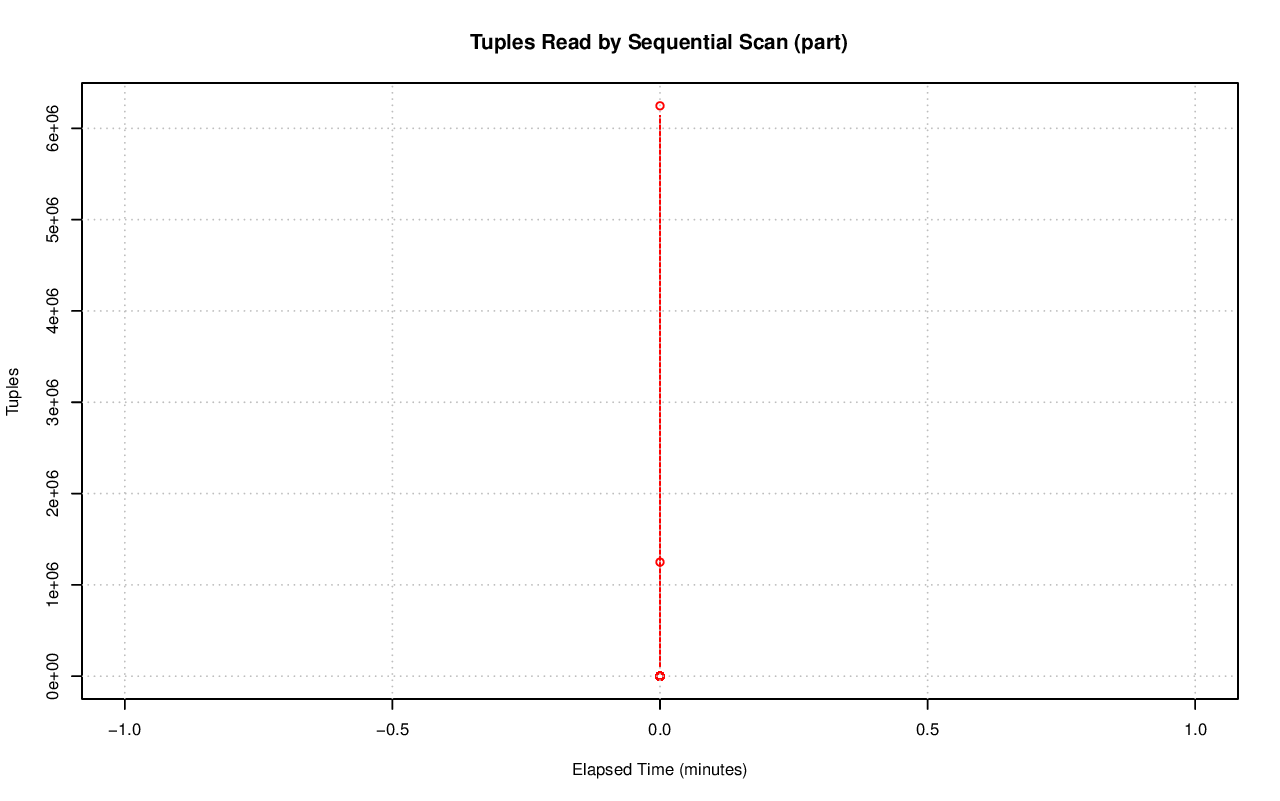 Tuples Read by Sequential Scan (part)
6e+06
5e+06
4e+06
3e+06
2e+06
1e+06
0e+00
Tuples
−1.0 −0.5 0.0 0.5 1.0
Elapsed Time (minutes)